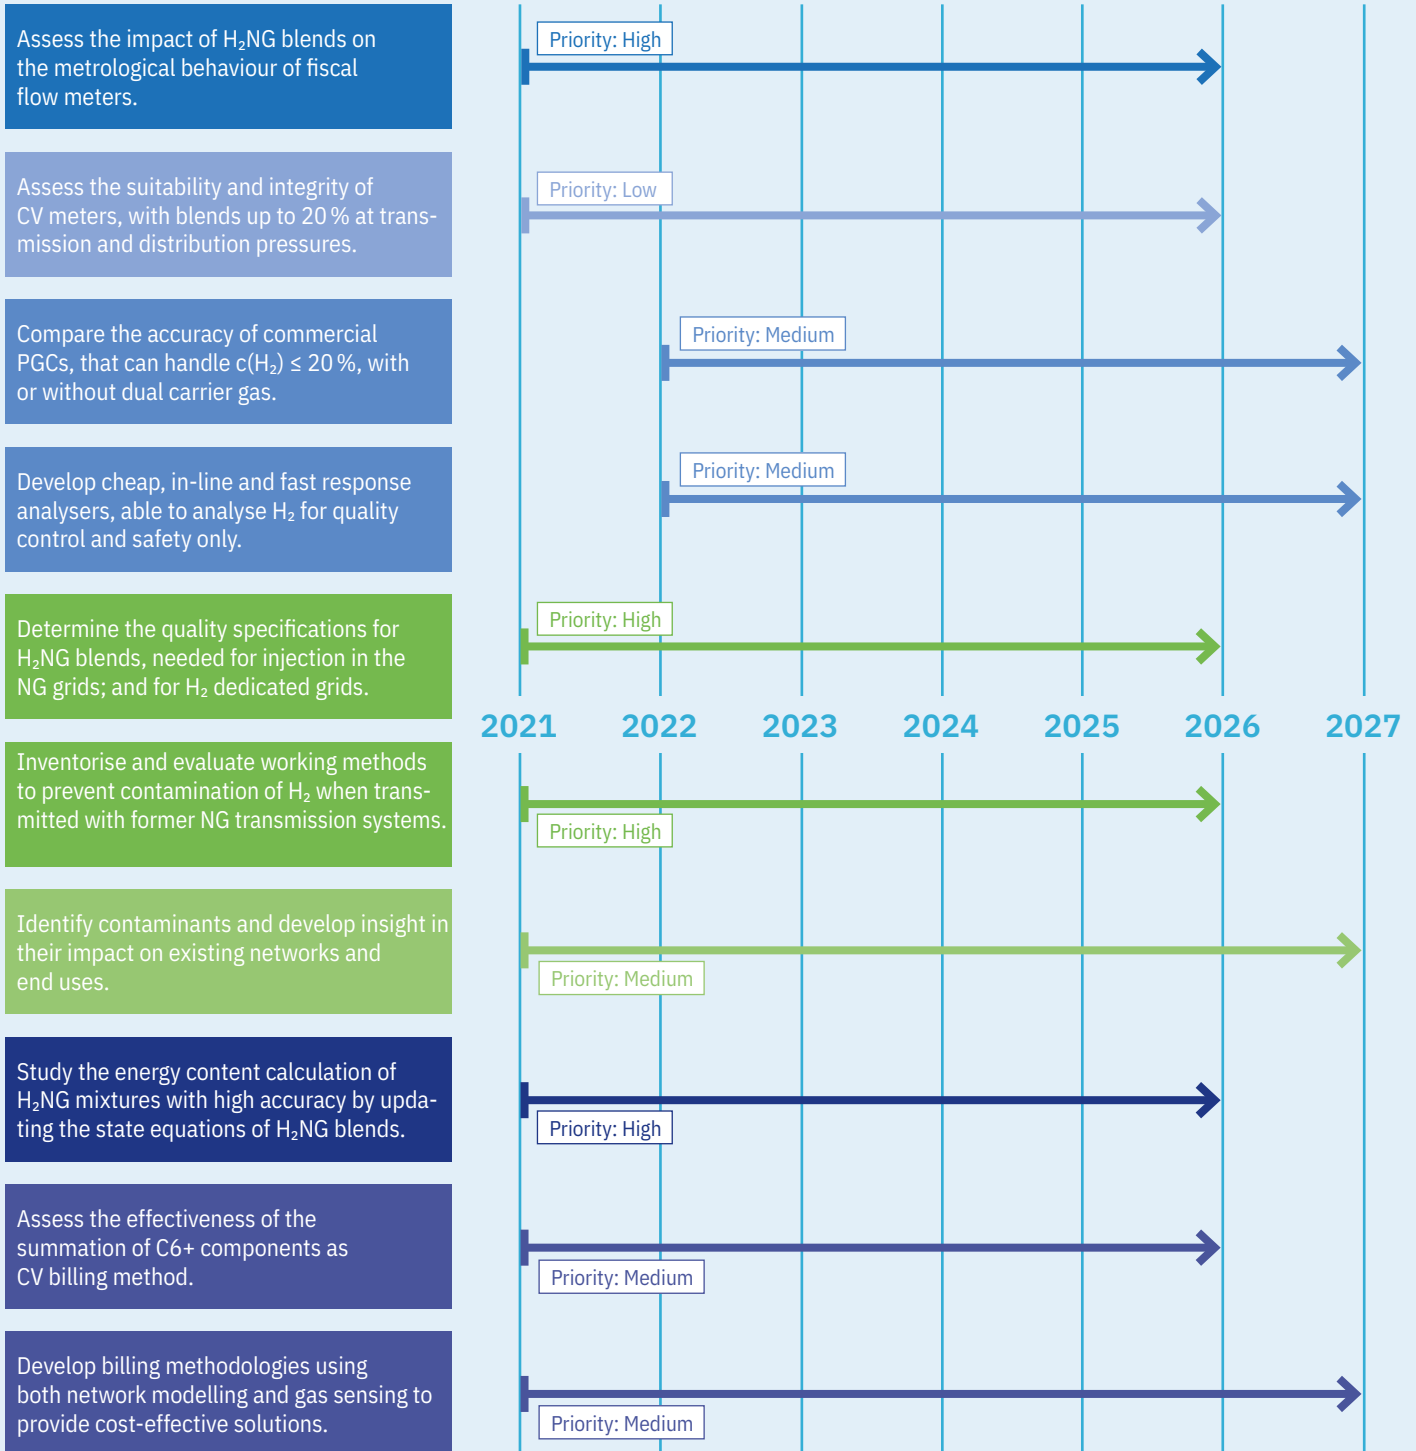 Assess the impact of H₂NG blends on
the metrological behaviour of fiscal
flow meters.
Priority: High
Assess the suitability and integrity of
CV meters, with blends up to 20 % at trans-
mission and distribution pressures.
Priority: Low
Compare the accuracy of commercial
PGCs, that can handle c(H₂) ≤ 20 %, with
or without dual carrier gas.
Priority: Medium
Develop cheap, in-line and fast response
analysers, able to analyse H₂ for quality
control and safety only.
Priority: Medium
Determine the quality specifications for
H₂NG blends, needed for injection in the
NG grids; and for H₂ dedicated grids.
Priority: High
2021 2022 2023 2024 2025 2026 2027
Inventorise and evaluate working methods
to prevent contamination of H₂ when trans-
mitted with former NG transmission systems.
Priority: High
Identify contaminants and develop insight in
their impact on existing networks and
end uses.
Priority: Medium
Study the energy content calculation of
H₂NG mixtures with high accuracy by upda-
ting the state equations of H₂NG blends.
Priority: High
Assess the effectiveness of the
summation of C6+ components as
CV billing method.
Priority: Medium
Develop billing methodologies using
both network modelling and gas sensing to
provide cost-effective solutions.
Priority: Medium